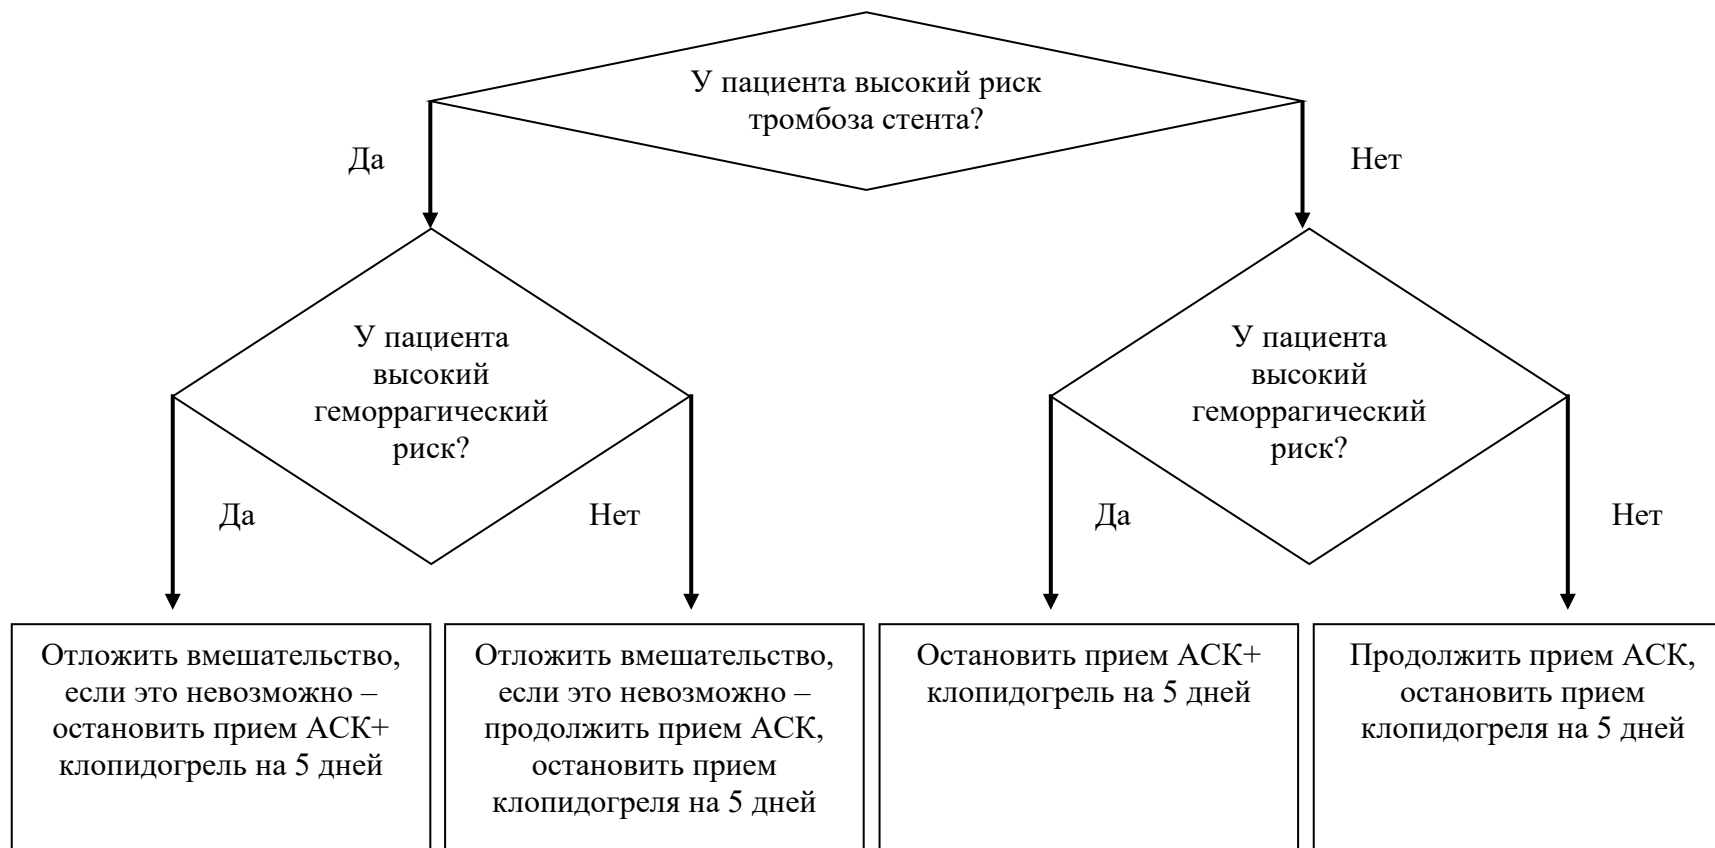 У пациента высокий риск
тромбоза стента?
Да
Нет
У пациента
высокий
геморрагический
риск?
У пациента
высокий
геморрагический
риск?
Да
Нет
Да
Нет
Отложить вмешательство,
если это невозможно –
остановить прием АСК+
клопидогрель на 5 дней
Отложить вмешательство,
если это невозможно –
продолжить прием АСК,
остановить прием
клопидогреля на 5 дней
Остановить прием АСК+
клопидогрель на 5 дней
Продолжить прием АСК,
остановить прием
клопидогреля на 5 дней